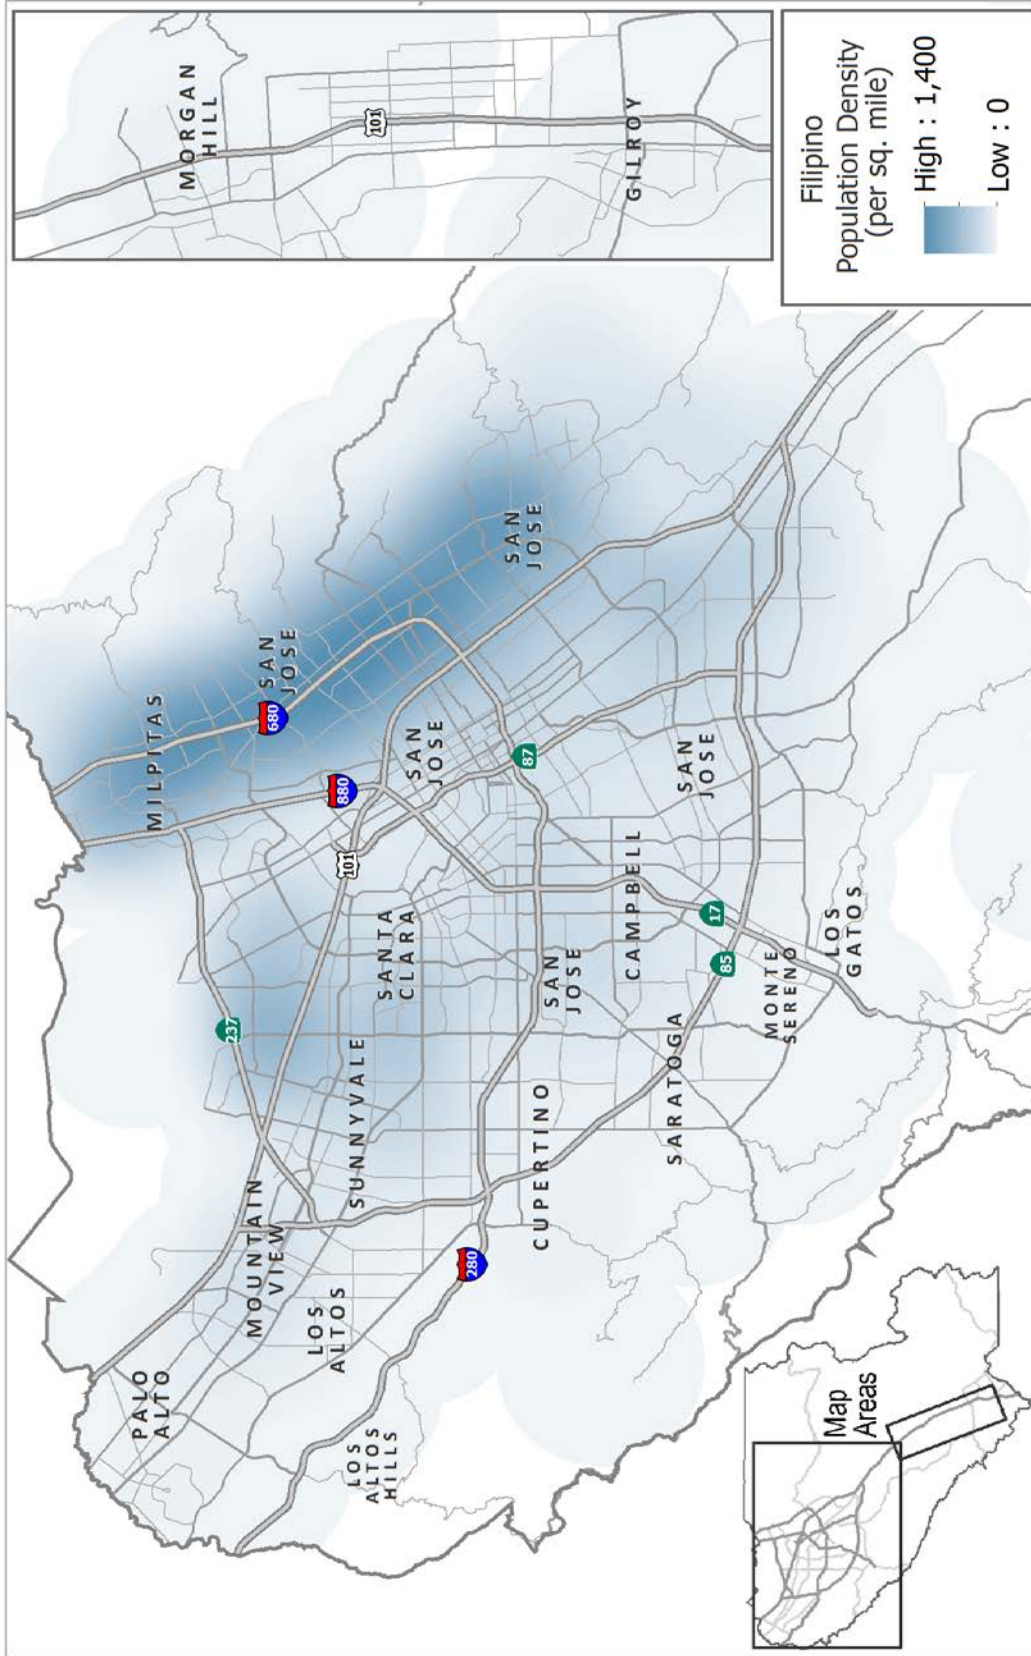 PALO
ALTO
MOUNTAIN
VIEW
LOS
ALTOS
LOS
ALTOS
HILLS
280
237
SUNNYVALE
CUPERTINO
SANTA
CLARA
101
SAN
JOSE
SARATOGA
CAMPBELL
85
17
MONTE
SERENO
LOS
GATOS
MILPITAS
880
680
SAN
JOSE
SAN
JOSE
87
SAN
JOSE
SAN
JOSE
MORGAN
HILL
101
GILROY
Map
Areas
Filipino
Population Density
(per sq. mile)
High : 1,400
Low : 0